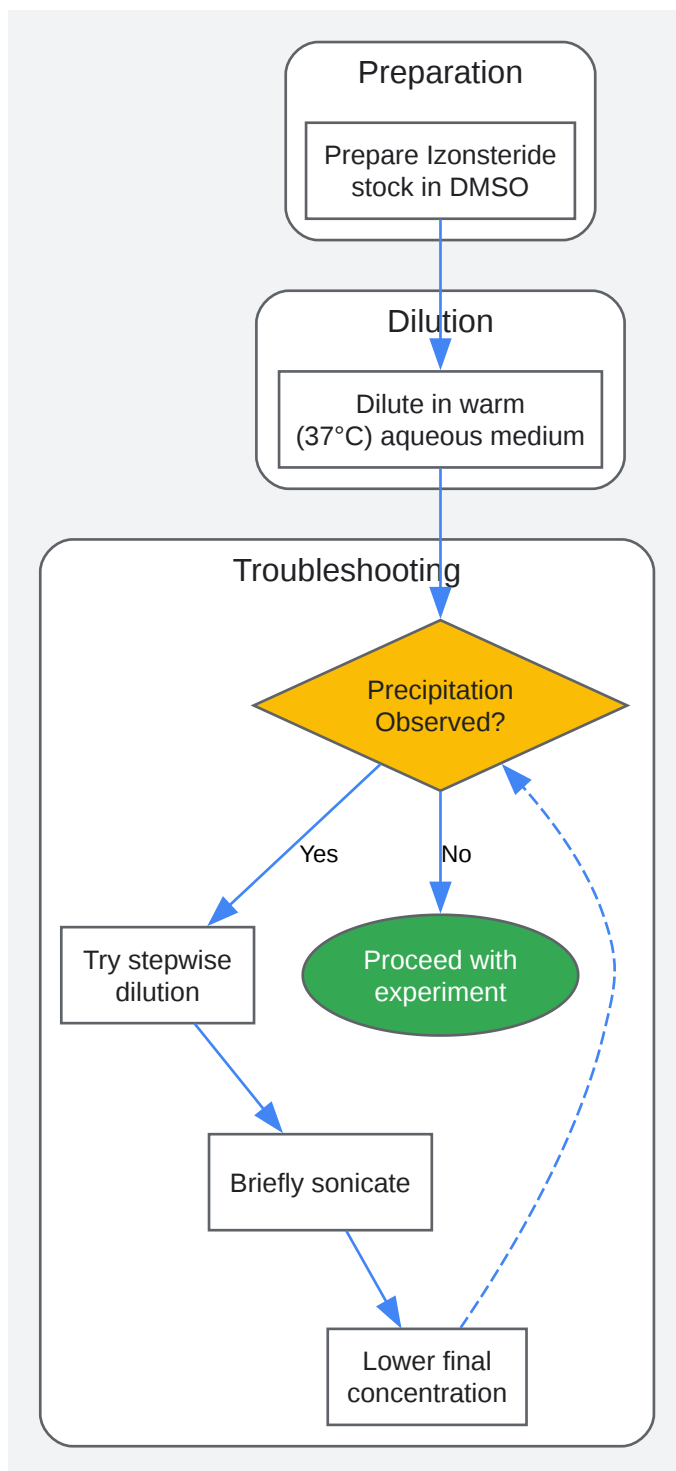 Preparation
Prepare Izonsteride
stock in DMSO
Dilution
Dilute in warm
(37°C) aqueous medium
Troubleshooting
Precipitation
Observed?
Yes
No
Try stepwise
dilution
Proceed with
experiment
Briefly sonicate
Lower final
concentration